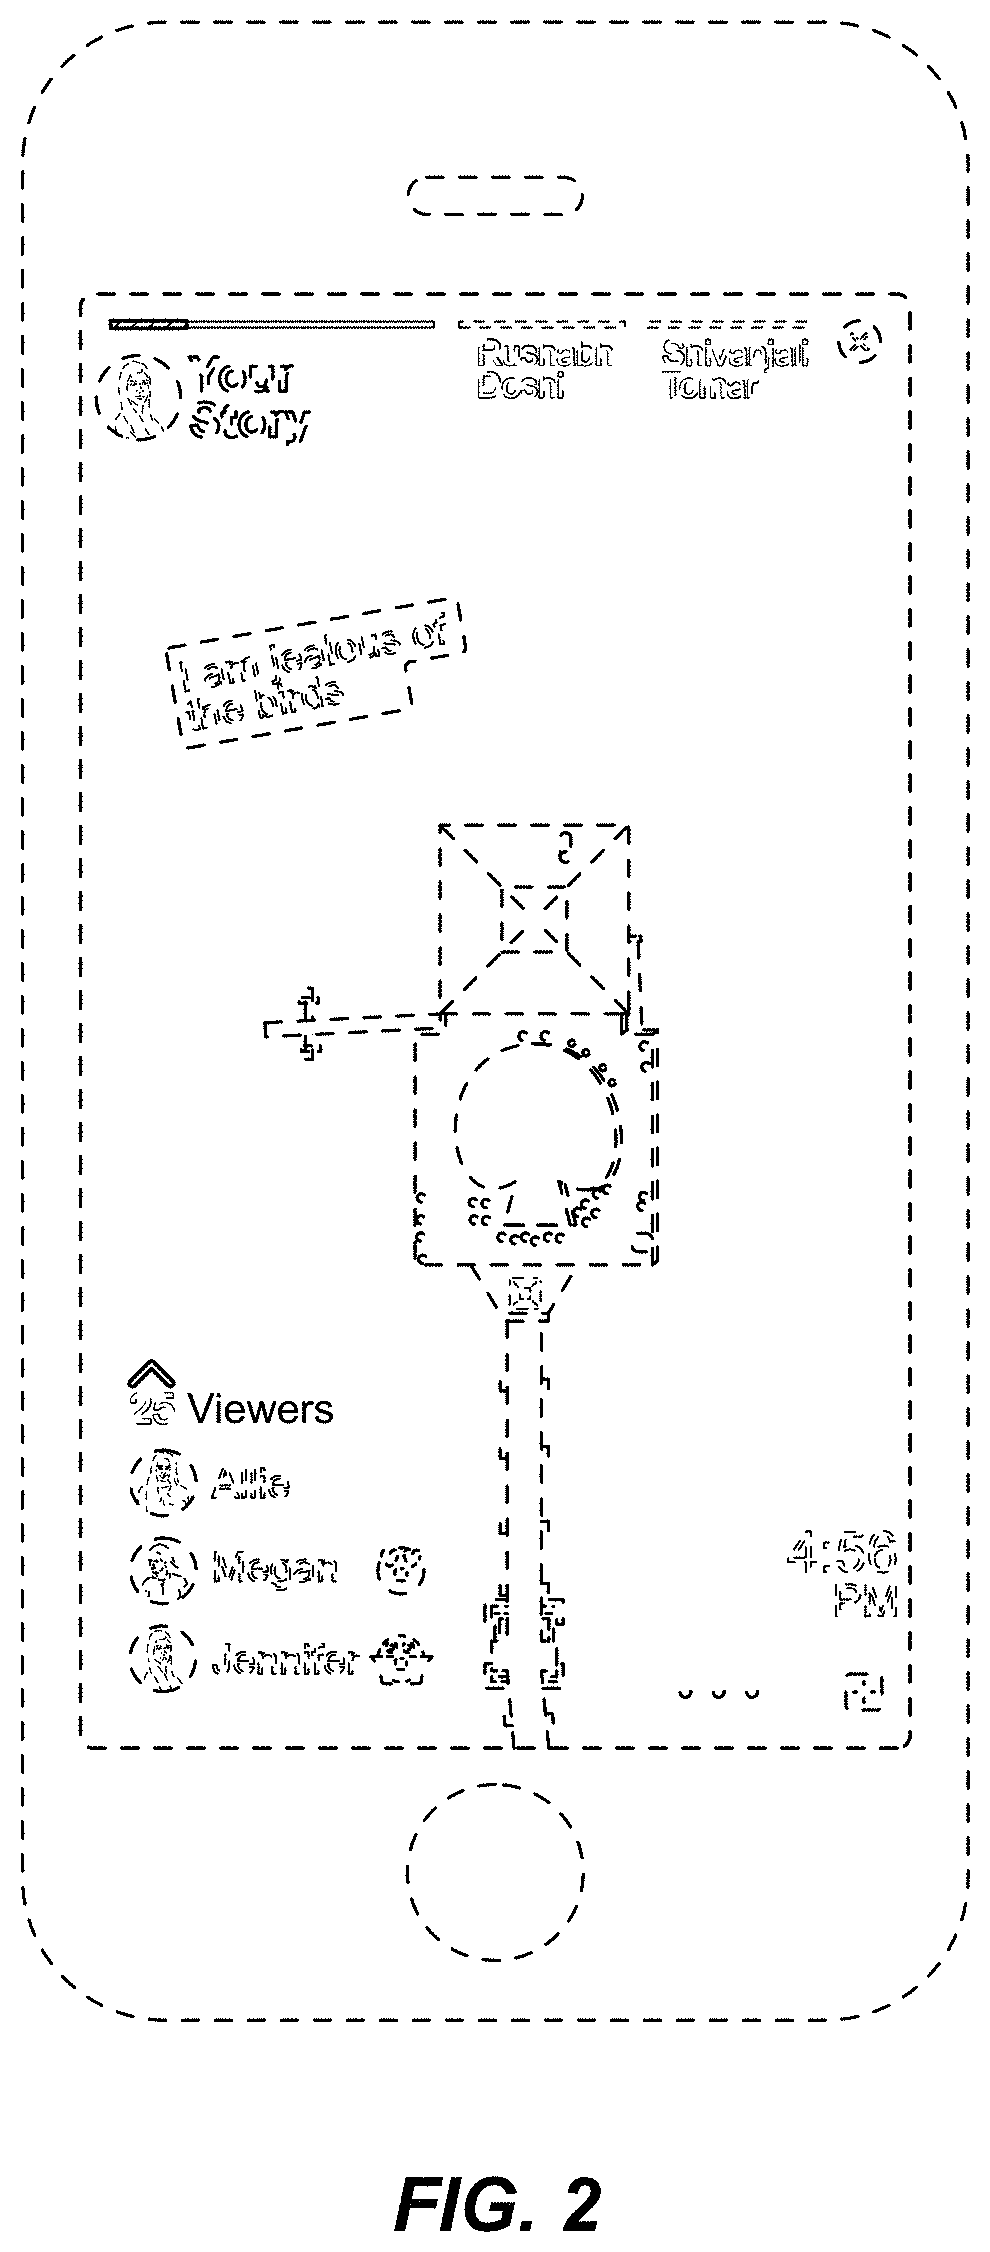 Your
Story
Rushabh
Doshi
Shivanjali
Tomar
I am jealous of
the birds
25 Viewers
Allie
Megan
Jennifer
4:56
PM
FIG. 2